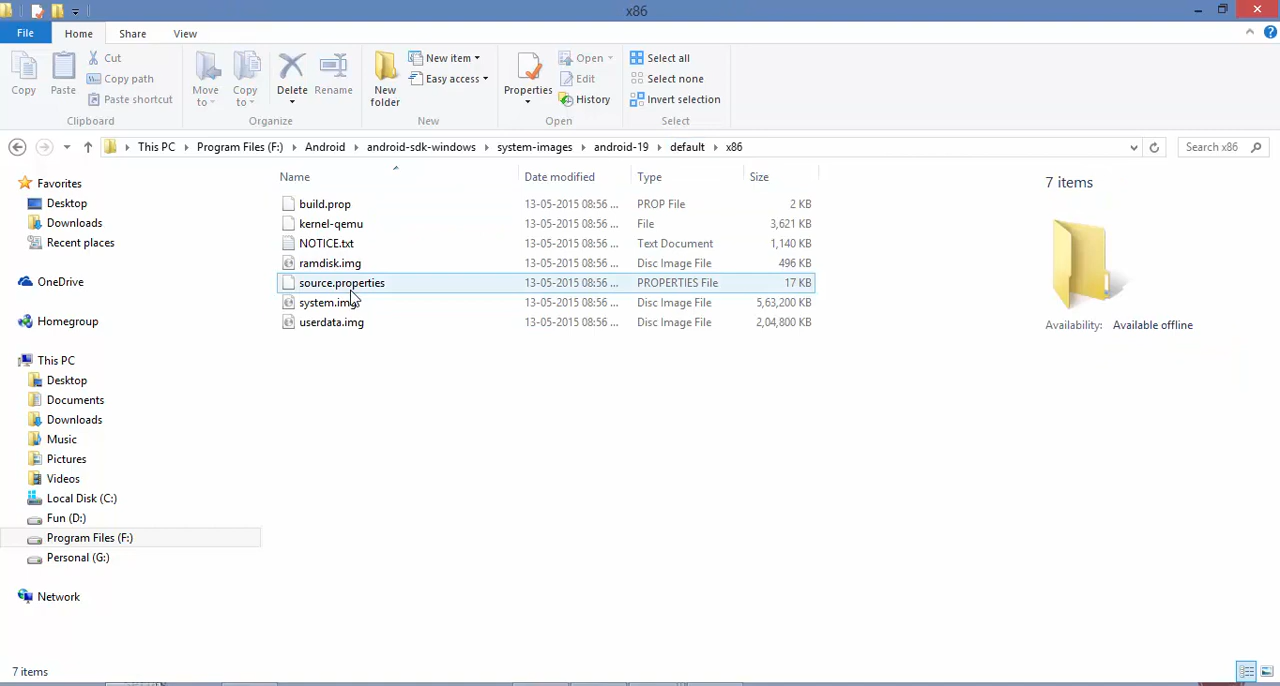 x86
File Home Share View
Copy Paste Cut Copy path Paste shortcut Clipboard
Move to Copy to Delete Rename Organize
New folder New item Easy access New
Properties Open Edit History Open
Select all Select none Invert selection Select
This PC Program Files (F:) Android android-sdk-windows system-images android-19 default x86 Search x86
Name Date modified Type Size
build.prop 13-05-2015 08:56 ... PROP File 2 KB
kernel-qemu 13-05-2015 08:56 ... File 3,621 KB
NOTICE.txt 13-05-2015 08:56 ... Text Document 1,140 KB
ramdisk.img 13-05-2015 08:56 ... Disc Image File 496 KB
source.properties 13-05-2015 08:56 ... PROPERTIES File 17 KB
system.img 13-05-2015 08:56 ... Disc Image File 5,63,200 KB
userdata.img 13-05-2015 08:56 ... Disc Image File 2,04,800 KB
Favorites
Desktop
Downloads
Recent places
OneDrive
Homegroup
This PC
Desktop
Documents
Downloads
Music
Pictures
Videos
Local Disk (C:)
Fun (D:)
Program Files (F:)
Personal (G:)
Network
7 items
Availability: Available offline
7 items